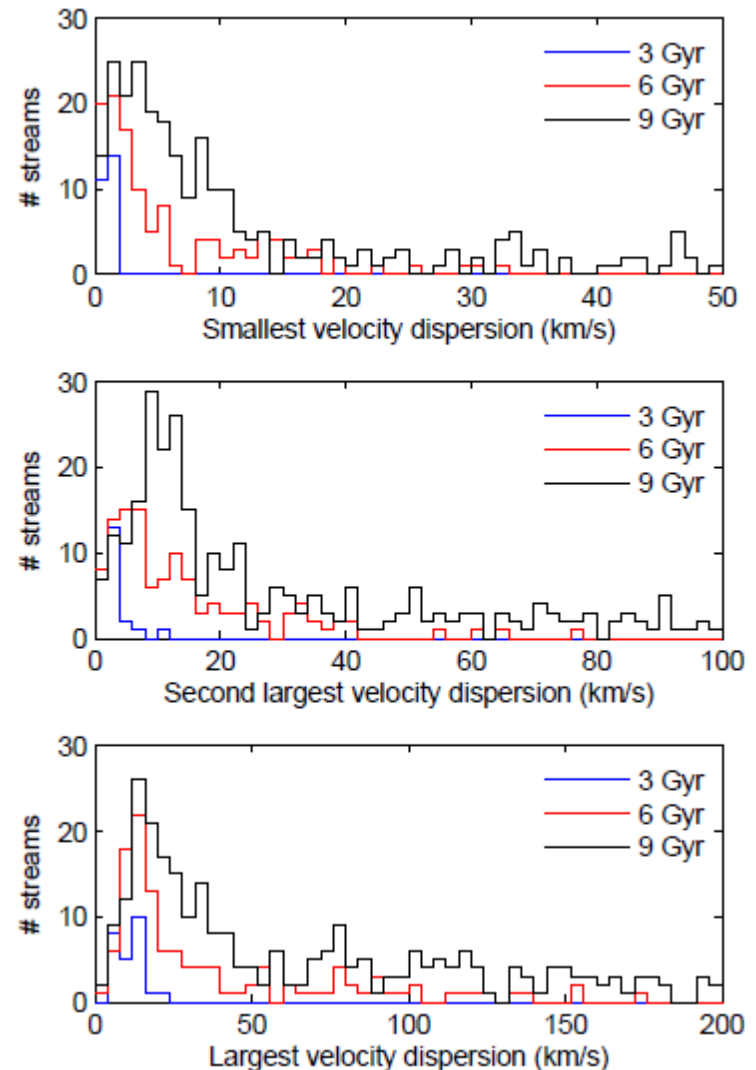 30
20
10
0
# streams
3 Gyr
6 Gyr
9 Gyr
0 10 20 30 40 50
Smallest velocity dispersion (km/s)
30
20
10
0
# streams
3 Gyr
6 Gyr
9 Gyr
0 20 40 60 80 100
Second largest velocity dispersion (km/s)
30
20
10
0
# streams
3 Gyr
6 Gyr
9 Gyr
0 50 100 150 200
Largest velocity dispersion (km/s)